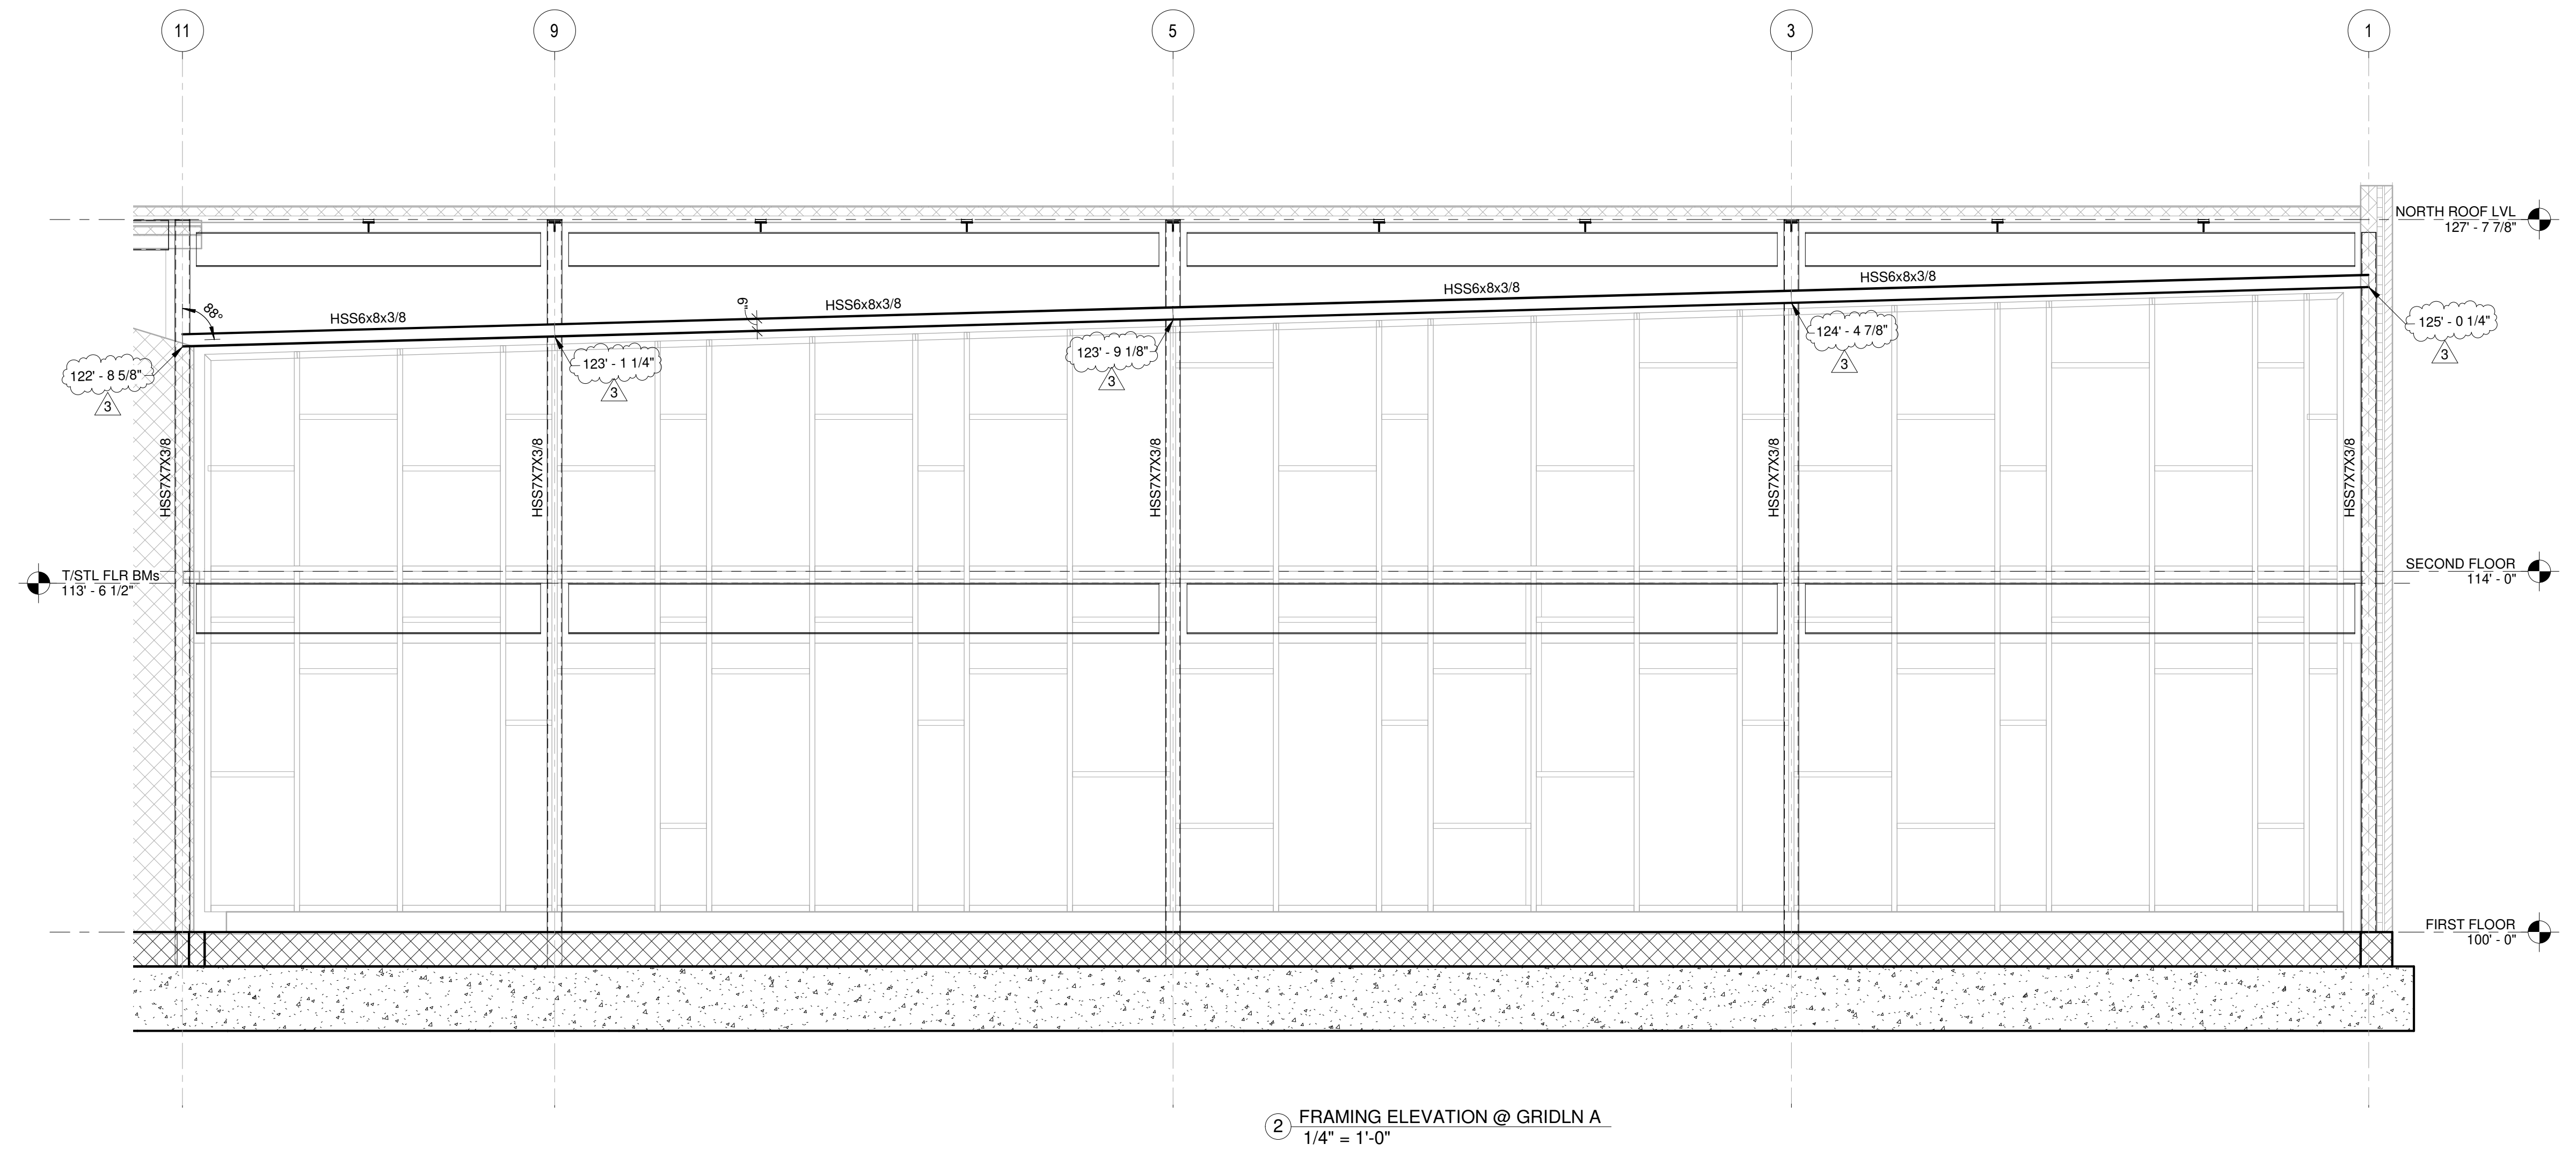 11
9
5
3
1
NORTH ROOF LVL
127' - 7 7/8"
HSS6x8x3/8
HSS6x8x3/8
HSS6x8x3/8
HSS6x8x3/8
88°
6"
122' - 8 5/8"
3
123' - 1 1/4"
3
123' - 9 1/8"
3
124' - 4 7/8"
3
125' - 0 1/4"
3
HSS7X7X3/8
HSS7X7X3/8
HSS7X7X3/8
HSS7X7X3/8
HSS7X7X3/8
T/STL FLR BMs
113' - 6 1/2"
SECOND FLOOR
114' - 0"
FIRST FLOOR
100' - 0"
2
FRAMING ELEVATION @ GRIDLN A
1/4" = 1'-0"